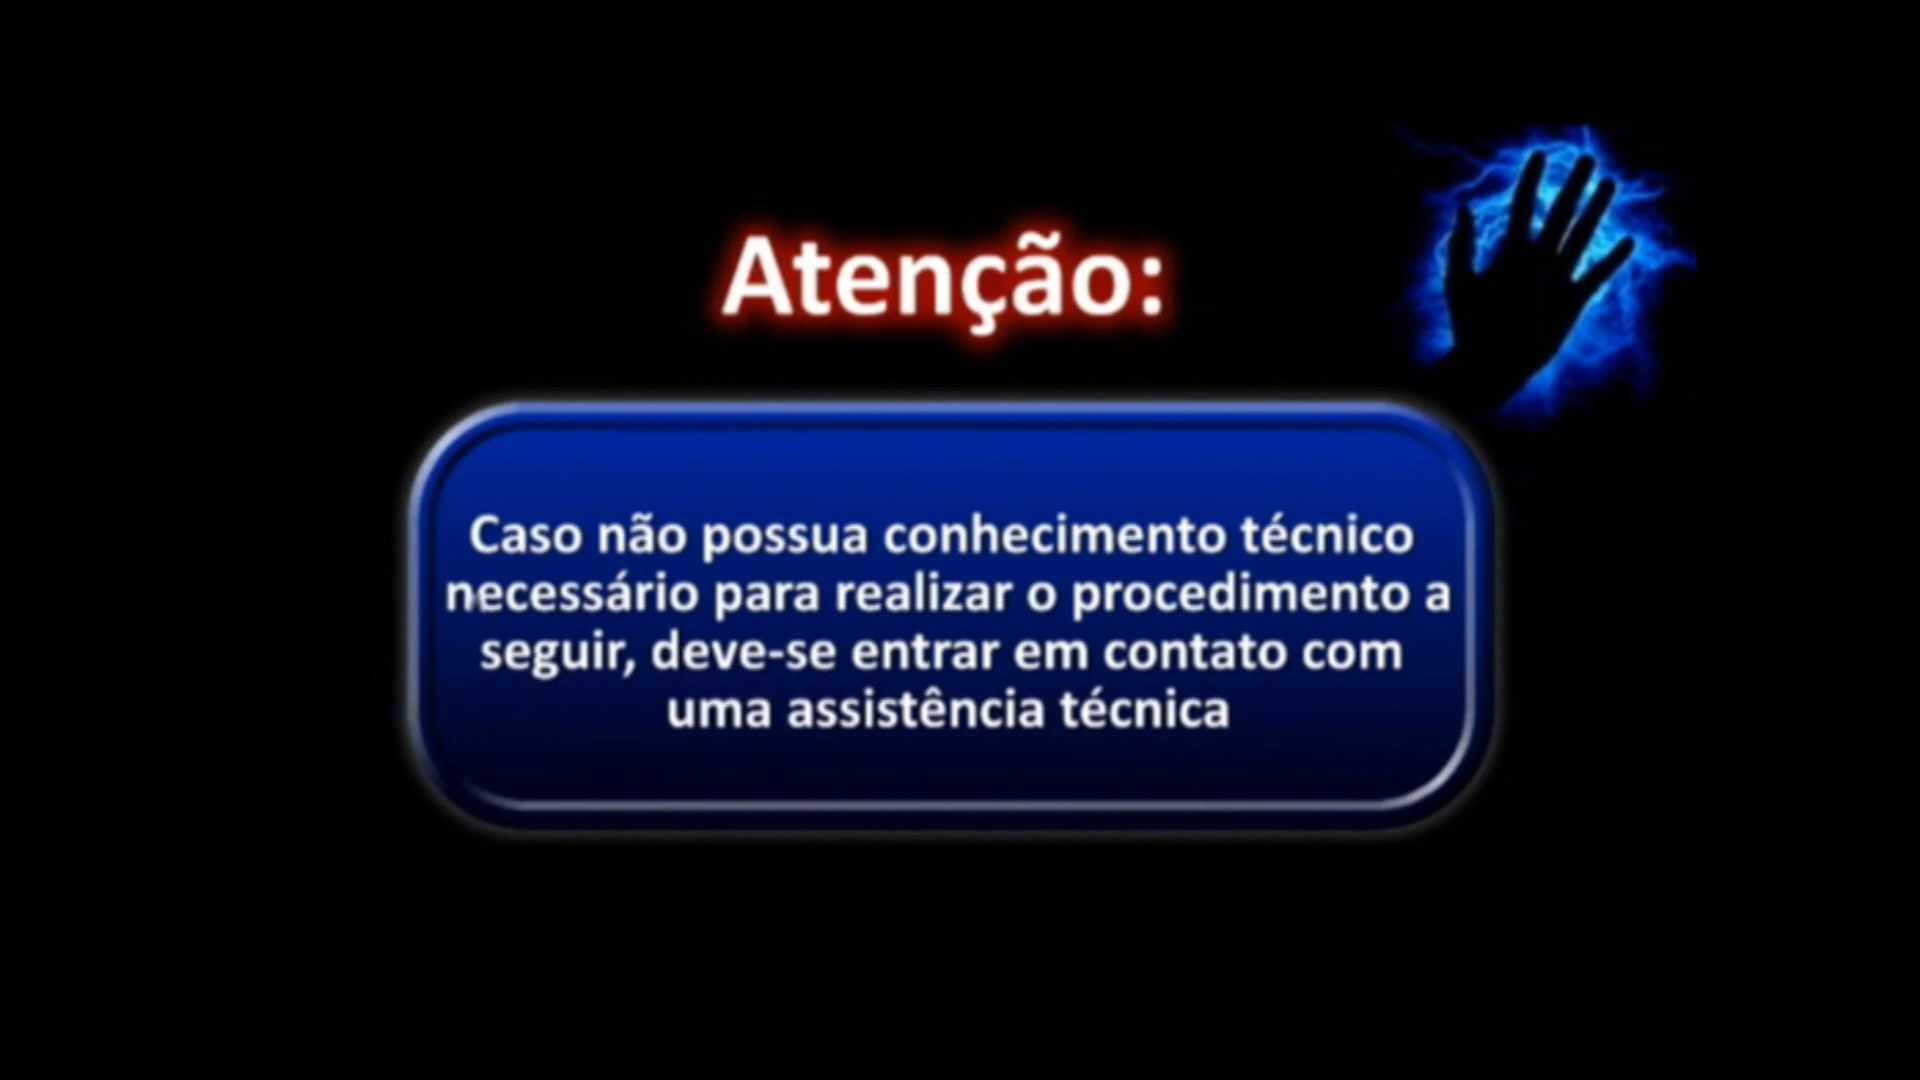 Atenção:
Caso não possua conhecimento técnico
necessário para realizar o procedimento a
seguir, deve-se entrar em contato com
uma assistência técnica